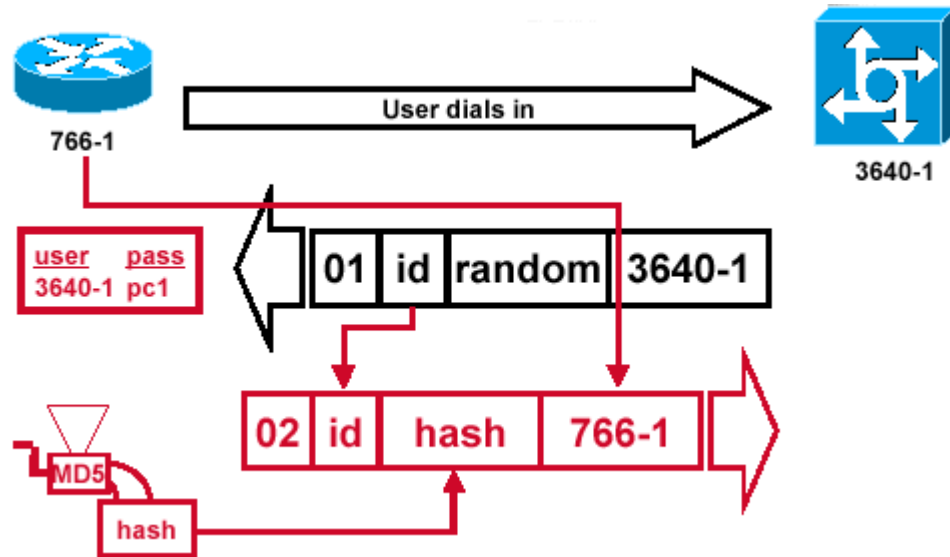 User dials in
766-1
3640-1
user pass
3640-1 pc1
01 id random 3640-1
02 id hash 766-1
MD5
hash